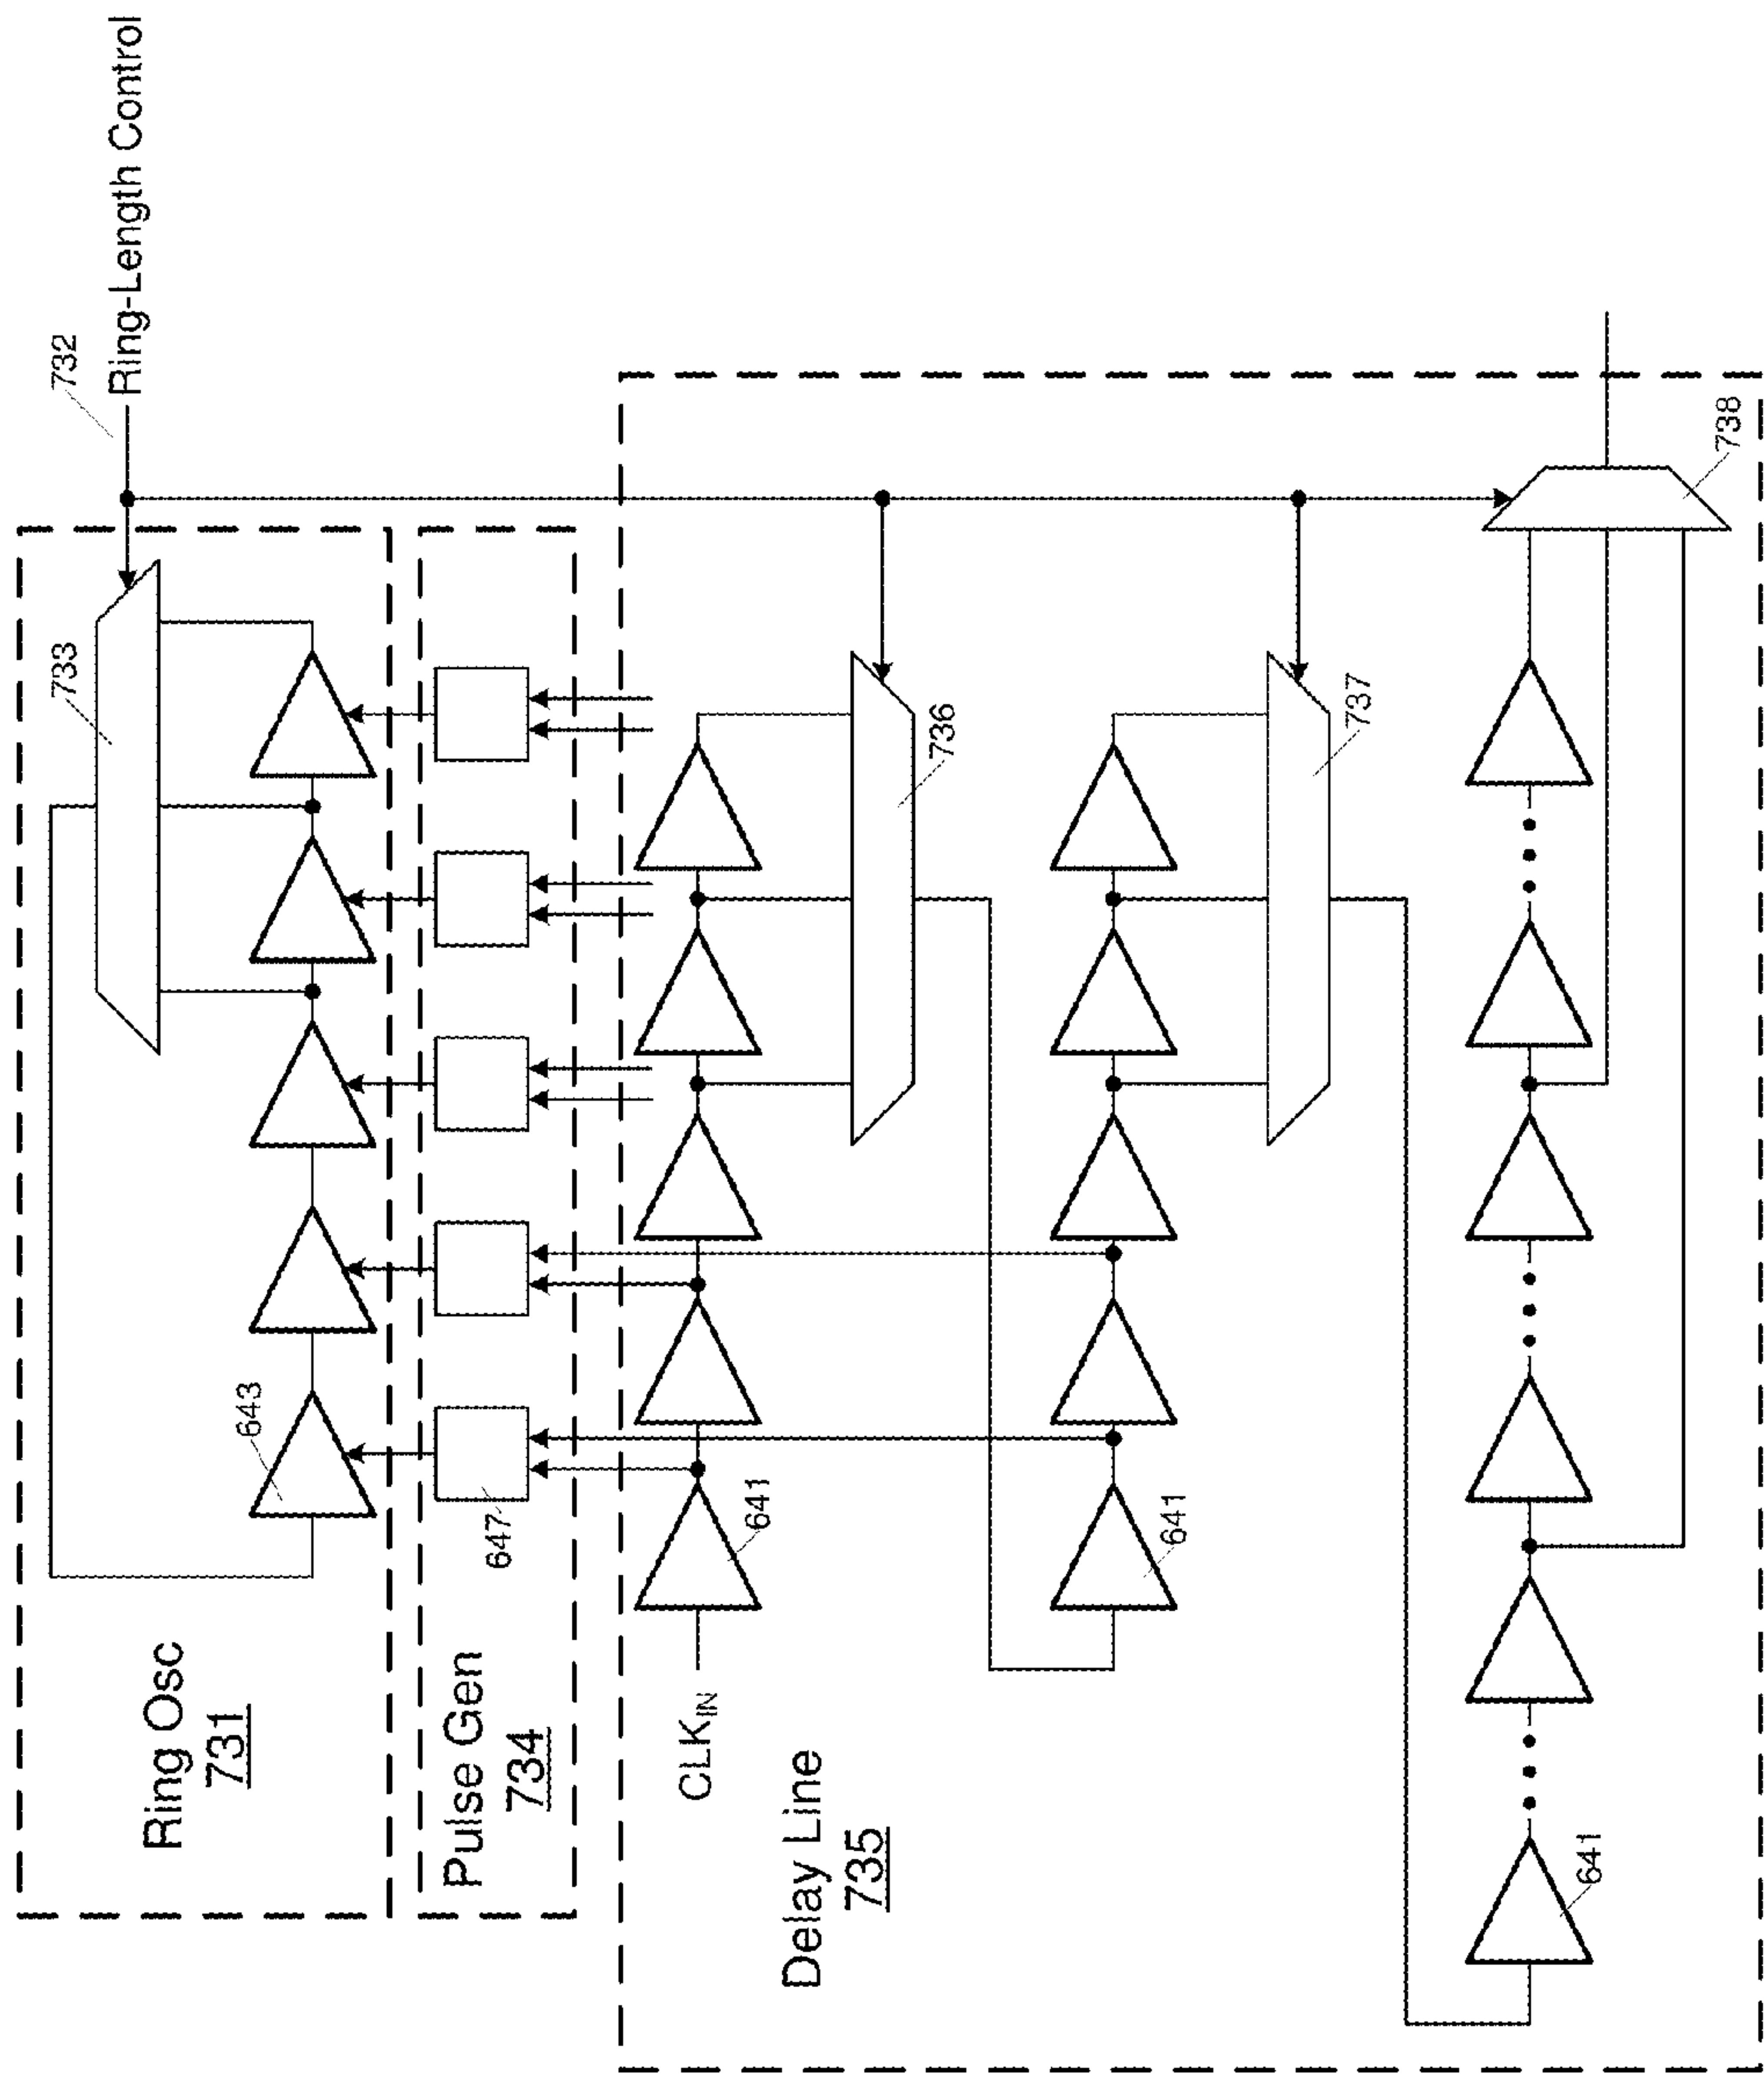 732
Ring-Length Control
733
Ring Osc
731
643
Pulse Gen
734
647
CLKIN
641
736
Delay Line
735
641
737
641
738